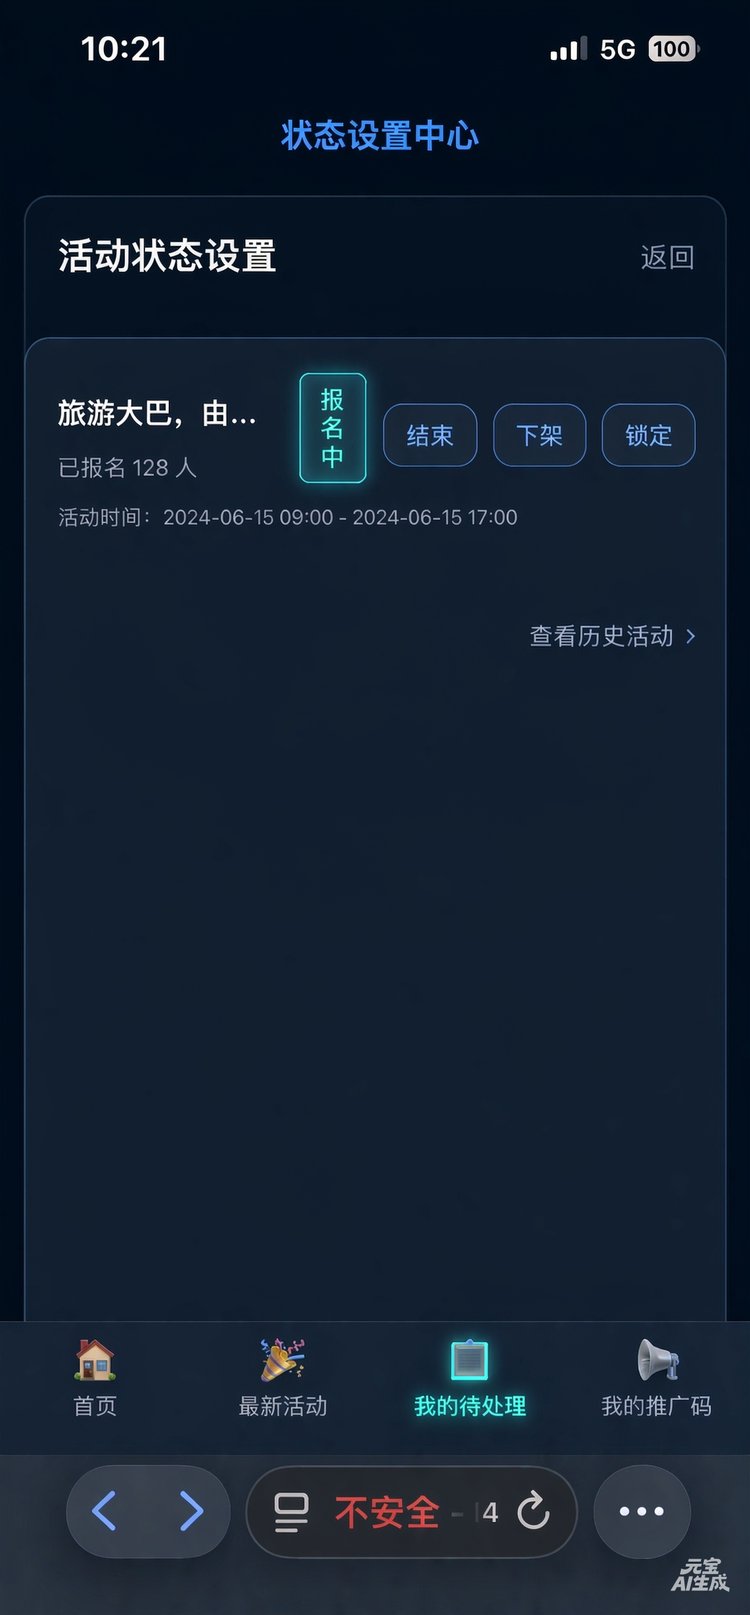 10:21
5G 100
状态设置中心
活动状态设置
返回
旅游大巴，由...
已报名 128 人
报名中
结束
下架
锁定
活动时间：2024-06-15 09:00 - 2024-06-15 17:00
查看历史活动 >
首页
最新活动
我的待处理
我的推广码
不安全 - 4
元宝
AI生成